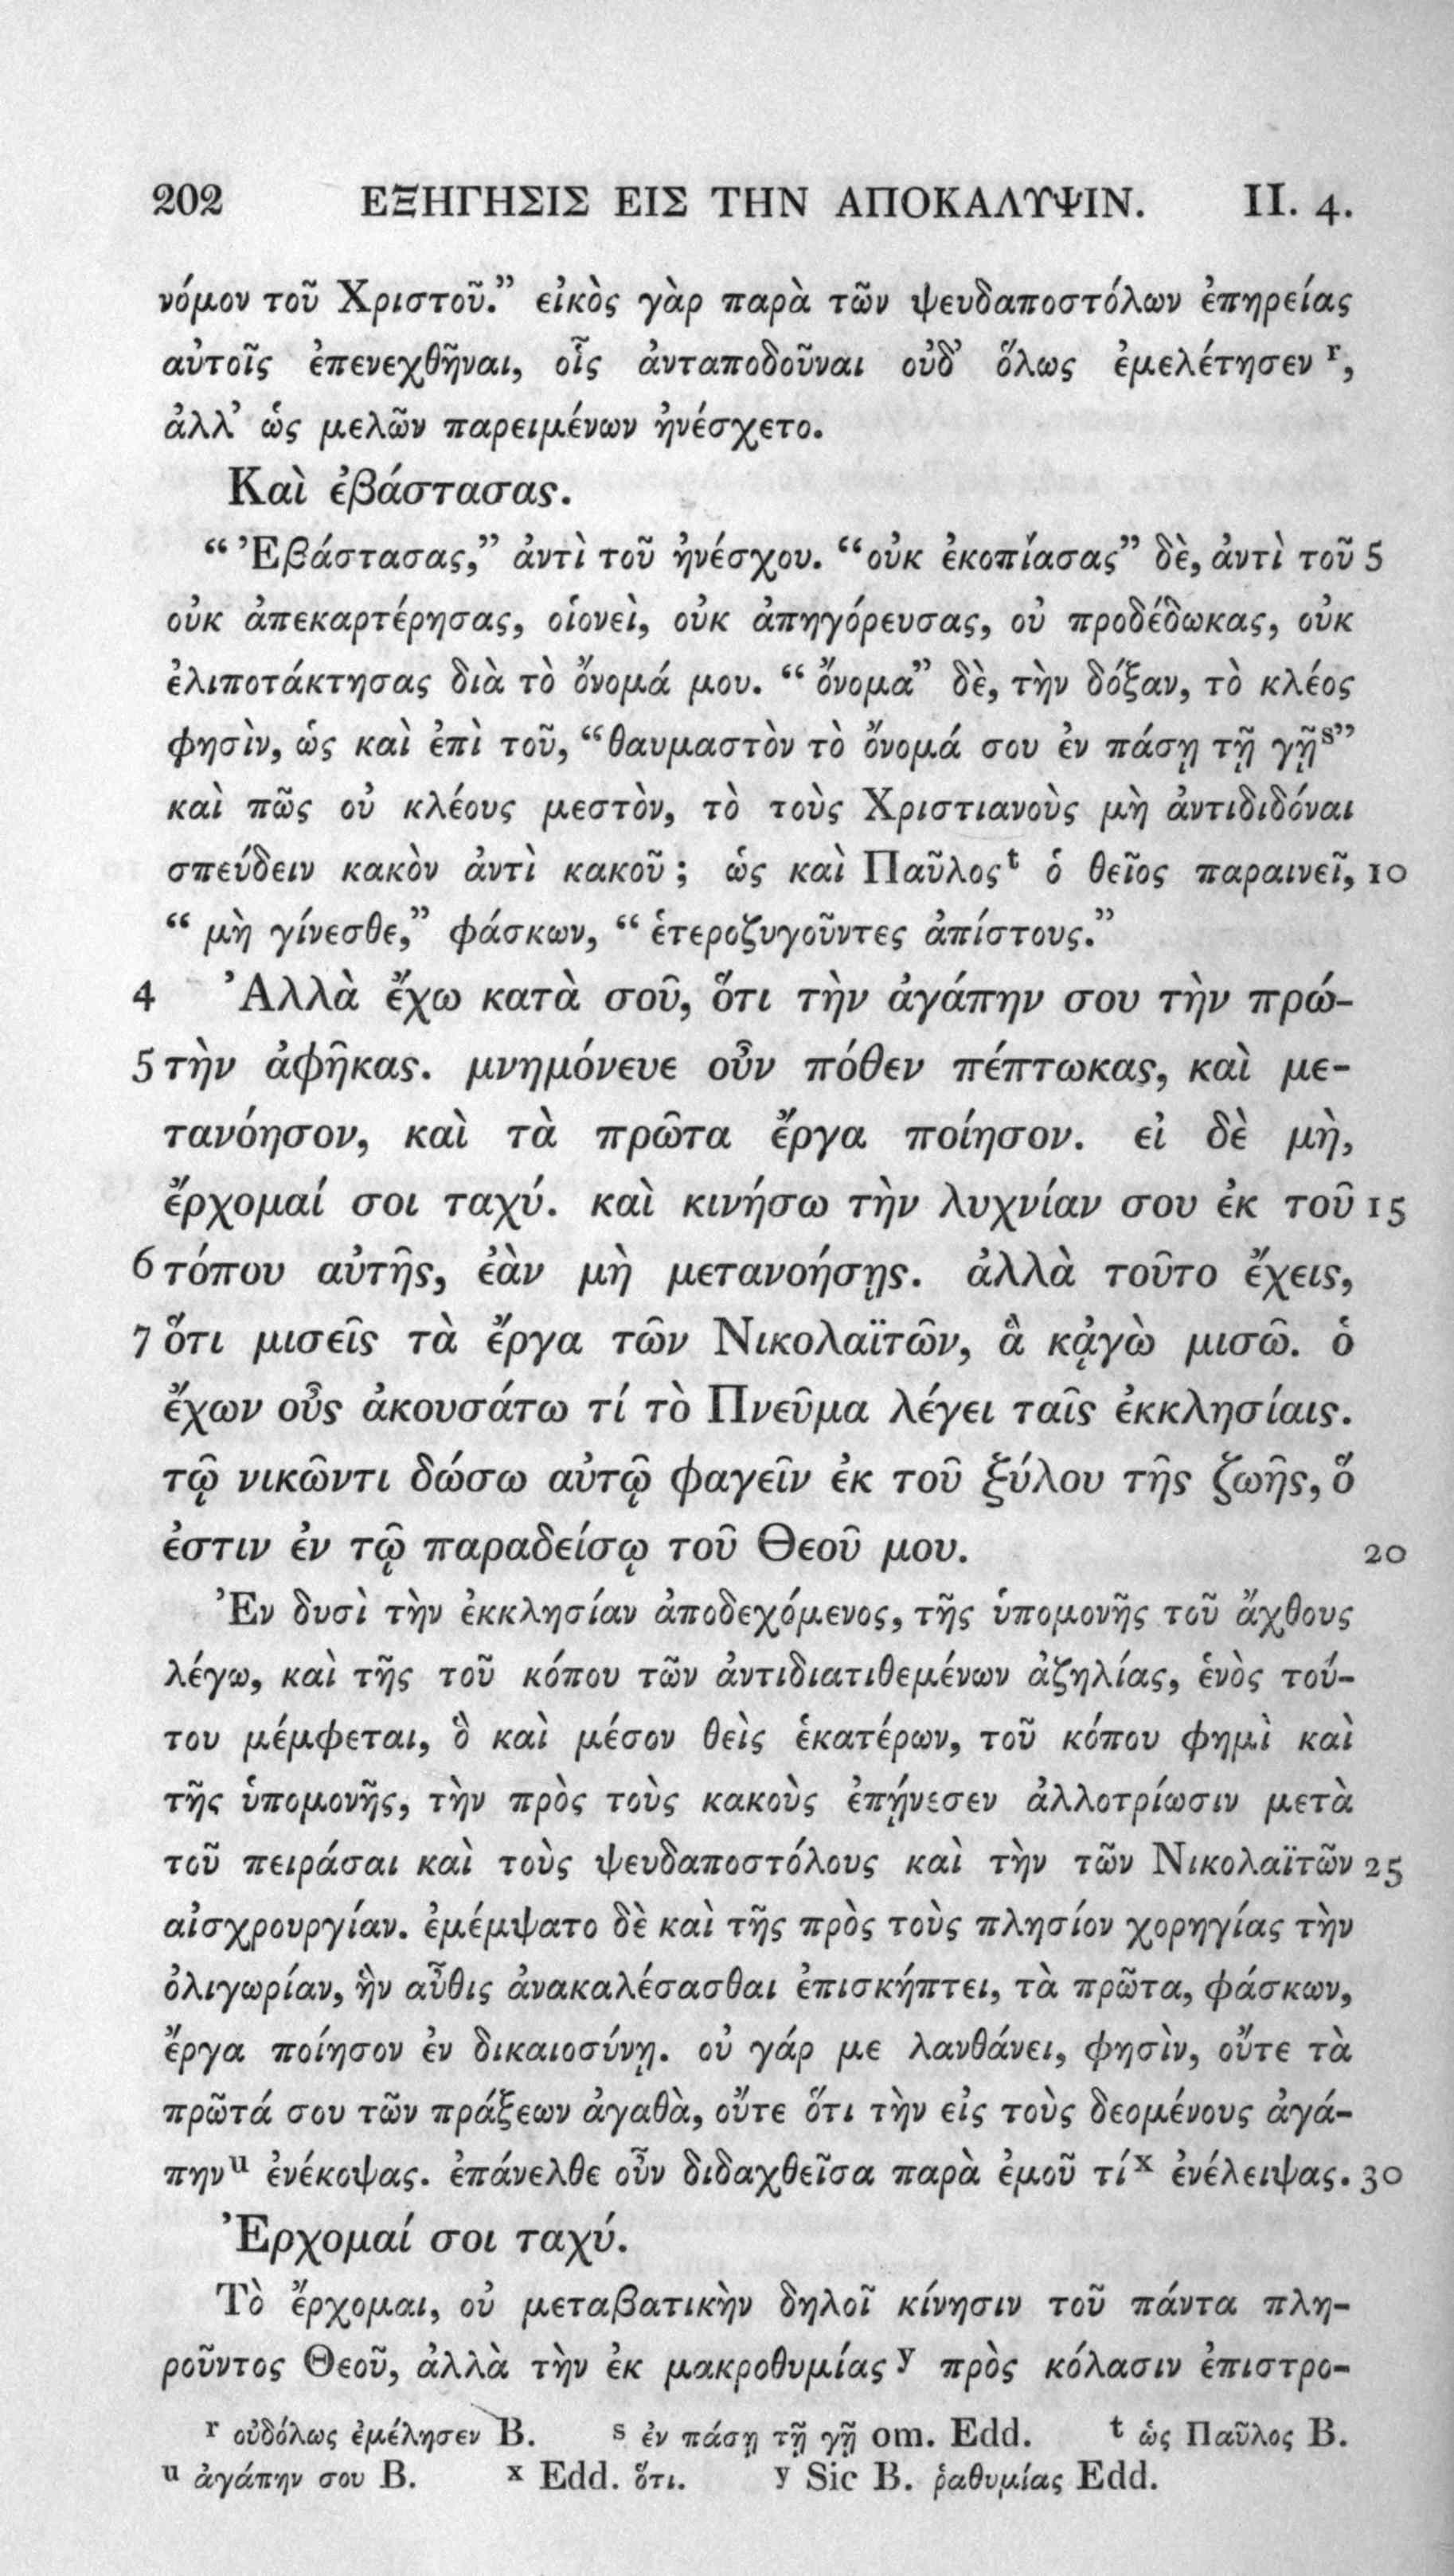 202 ΕΞΗΓΗΣΙΣ ΕΙΣ ΤΗΝ ΑΠΟΚΑΛΥΨΙΝ. II. 4.
νόμον τοῦ Χριστοῦ.” εἰκὸς γὰρ παρὰ τῶν ψευδαποστόλων ἐπηρείας
αὐτοῖς ἐπενεχθῆναι, οἷς ἀνταποδοῦναι οὐδ’ ὅλως ἐμελέτησεν r,
ἀλλ’ ὡς μελῶν παρειμένων ἠνέσχετο.
Καὶ ἐβάστασας.
“ Ἐβάστασας,” ἀντὶ τοῦ ἠνέσχου. “οὐκ ἐκοπίασας” δὲ, ἀντὶ τοῦ 5
οὐκ ἀπεκαρτέρησας, οἱονεὶ, οὐκ ἀπηγόρευσας, οὐ προδέδωκας, οὐκ
ἐλιποτάκτησας διὰ τὸ ὄνομά μου. “ ὄνομα” δὲ, τὴν δόξαν, τὸ κλέος
φησὶν, ὡς καὶ ἐπὶ τοῦ, “θαυμαστὸν τὸ ὄνομά σου ἐν πάσῃ τῇ γῇ s”
καὶ πῶς οὐ κλέους μεστὸν, τὸ τοὺς Χριστιανοὺς μὴ ἀντιδιδόναι
σπεύδειν κακὸν ἀντὶ κακοῦ ; ὡς καὶ Παῦλος t ὁ θεῖος παραινεῖ, 10
“ μὴ γίνεσθε,” φάσκων, “ ἑτεροζυγοῦντες ἀπίστους.”
4 Ἀλλὰ ἔχω κατὰ σοῦ, ὅτι τὴν ἀγάπην σου τὴν πρώ-
5 τὴν ἀφῆκας. μνημόνευε οὖν πόθεν πέπτωκας, καὶ με-
τανόησον, καὶ τὰ πρῶτα ἔργα ποίησον. εἰ δὲ μὴ,
ἔρχομαί σοι ταχύ. καὶ κινήσω τὴν λυχνίαν σου ἐκ τοῦ 15
6 τόπου αὐτῆς, ἐὰν μὴ μετανοήσῃς. ἀλλὰ τοῦτο ἔχεις,
7 ὅτι μισεῖς τὰ ἔργα τῶν Νικολαϊτῶν, ἃ κᾀγὼ μισῶ. ὁ
ἔχων οὖς ἀκουσάτω τί τὸ Πνεῦμα λέγει ταῖς ἐκκλησίαις.
τῷ νικῶντι δώσω αὐτῷ φαγεῖν ἐκ τοῦ ξύλου τῆς ζωῆς, ὅ
ἐστιν ἐν τῷ παραδείσῳ τοῦ Θεοῦ μου. 20
Ἐν δυσὶ τὴν ἐκκλησίαν ἀποδεχόμενος, τῆς ὑπομονῆς τοῦ ἄχθους
λέγω, καὶ τῆς τοῦ κόπου τῶν ἀντιδιατιθεμένων ἀζηλίας, ἑνὸς τού-
του μέμφεται, ὃ καὶ μέσον θεὶς ἑκατέρων, τοῦ κόπου φημὶ καὶ
τῆς ὑπομονῆς, τὴν πρὸς τοὺς κακοὺς ἐπῄνεσεν ἀλλοτρίωσιν μετὰ
τοῦ πειράσαι καὶ τοὺς ψευδαποστόλους καὶ τὴν τῶν Νικολαϊτῶν 25
αἰσχρουργίαν. ἐμέμψατο δὲ καὶ τῆς πρὸς τοὺς πλησίον χορηγίας τὴν
ὀλιγωρίαν, ἣν αὖθις ἀνακαλέσασθαι ἐπισκήπτει, τὰ πρῶτα, φάσκων,
ἔργα ποίησον ἐν δικαιοσύνῃ. οὐ γάρ με λανθάνει, φησὶν, οὔτε τὰ
πρῶτά σου τῶν πράξεων ἀγαθὰ, οὔτε ὅτι τὴν εἰς τοὺς δεομένους ἀγά-
πην u ἐνέκοψας. ἐπάνελθε οὖν διδαχθεῖσα παρὰ ἐμοῦ τί x ἐνέλειψας. 30
Ἔρχομαί σοι ταχύ.
Τὸ ἔρχομαι, οὐ μεταβατικὴν δηλοῖ κίνησιν τοῦ πάντα πλη-
ροῦντος Θεοῦ, ἀλλὰ τὴν ἐκ μακροθυμίας y πρὸς κόλασιν ἐπιστρο-
r οὐδόλως ἐμέλησεν B. s ἐν πάσῃ τῇ γῇ om. Edd. t ὡς Παῦλος B.
u ἀγάπην σου B. x Edd. ὅτι. y Sic B. ῥαθυμίας Edd.